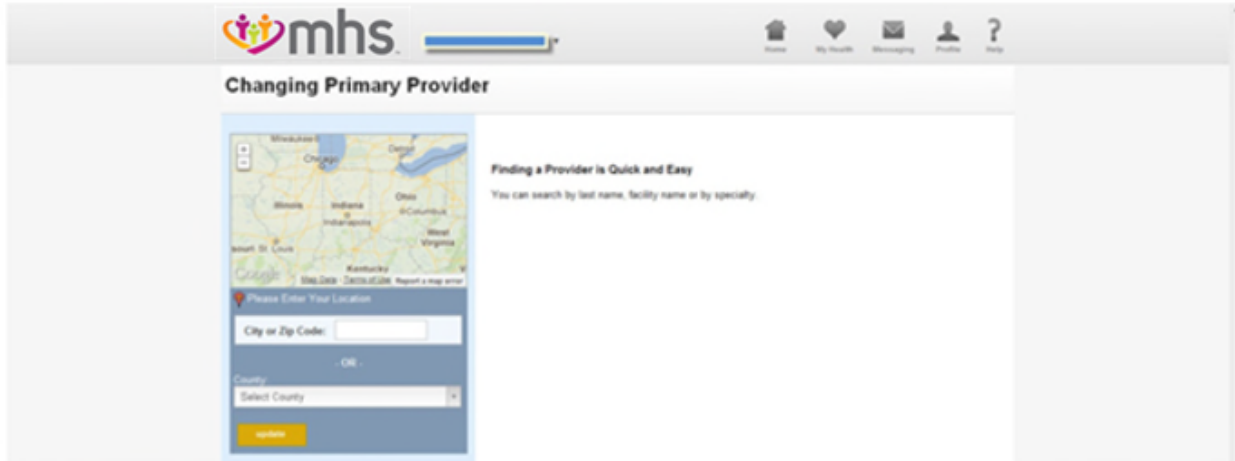 mhs
Home My Health Messaging Profile Help
Changing Primary Provider
+
−
Milwaukee
Chicago
Detroit
Illinois Indiana Ohio
Columbus
Indianapolis
West
Virginia
souri St. Louis
Kentucky
V
Google
Map Data - Terms of Use Report a map error
Please Enter Your Location
City or Zip Code:
- OR -
County:
Select County
update
Finding a Provider is Quick and Easy
You can search by last name, facility name or by specialty.